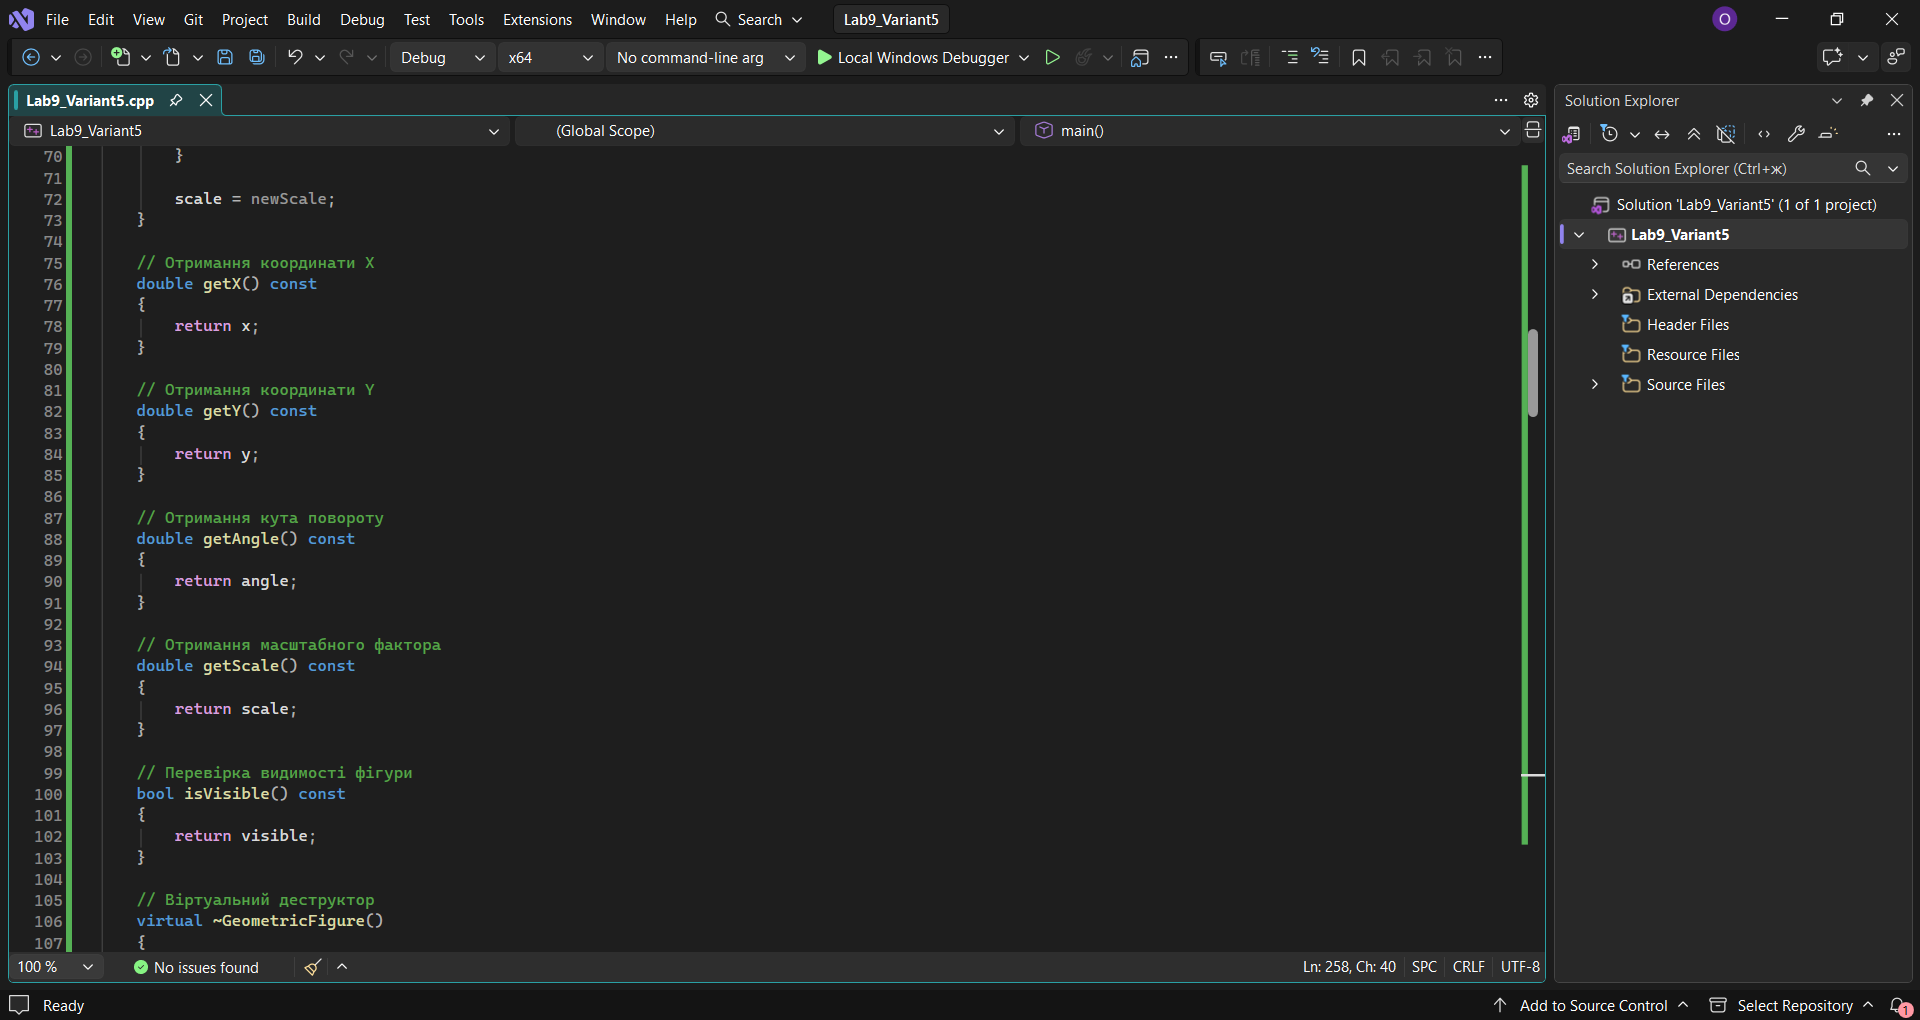 File Edit View Git Project Build Debug Test Tools Extensions Window Help Search Lab9_Variant5 O
Debug x64 No command-line arg Local Windows Debugger
Lab9_Variant5.cpp
Lab9_Variant5 (Global Scope) main()
70 }
71
72 scale = newScale;
73 }
74
75 // Отримання координати X
76 double getX() const
77 {
78 return x;
79 }
80
81 // Отримання координати Y
82 double getY() const
83 {
84 return y;
85 }
86
87 // Отримання кута повороту
88 double getAngle() const
89 {
90 return angle;
91 }
92
93 // Отримання масштабного фактора
94 double getScale() const
95 {
96 return scale;
97 }
98
99 // Перевірка видимості фігури
100 bool isVisible() const
101 {
102 return visible;
103 }
104
105 // Віртуальний деструктор
106 virtual ~GeometricFigure()
107 {
100 % No issues found Ln: 258, Ch: 40 SPC CRLF UTF-8
Solution Explorer
Search Solution Explorer (Ctrl+ж)
Solution 'Lab9_Variant5' (1 of 1 project)
Lab9_Variant5
References
External Dependencies
Header Files
Resource Files
Source Files
Ready Add to Source Control Select Repository 1